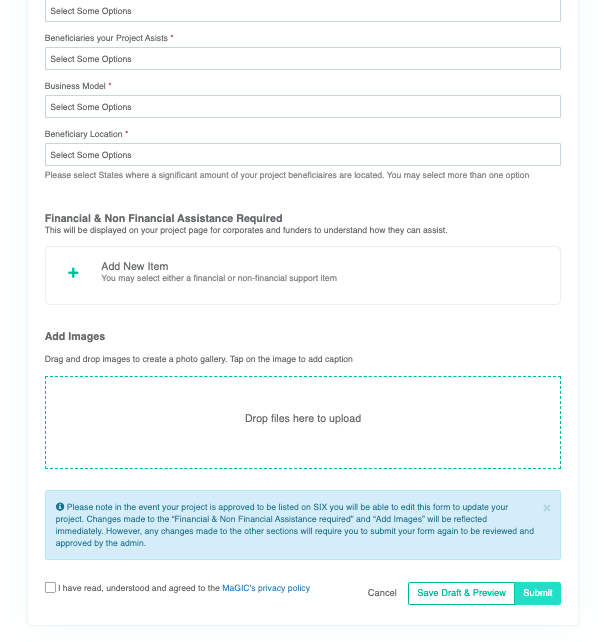 Select Some Options
Beneficiaries your Project Asists *
Select Some Options
Business Model *
Select Some Options
Beneficiary Location *
Select Some Options
Please select States where a significant amount of your project beneficiaires are located. You may select more than one option
Financial & Non Financial Assistance Required
This will be displayed on your project page for corporates and funders to understand how they can assist.
+ Add New Item
You may select either a financial or non-financial support item
Add Images
Drag and drop images to create a photo gallery. Tap on the image to add caption
Drop files here to upload
Please note in the event your project is approved to be listed on SIX you will be able to edit this form to update your
project. Changes made to the “Financial & Non Financial Assistance required” and “Add Images” will be reflected
immediately. However, any changes made to the other sections will require you to submit your form again to be reviewed and
approved by the admin.
×
I have read, understood and agreed to the MaGIC's privacy policy
Cancel
Save Draft & Preview
Submit